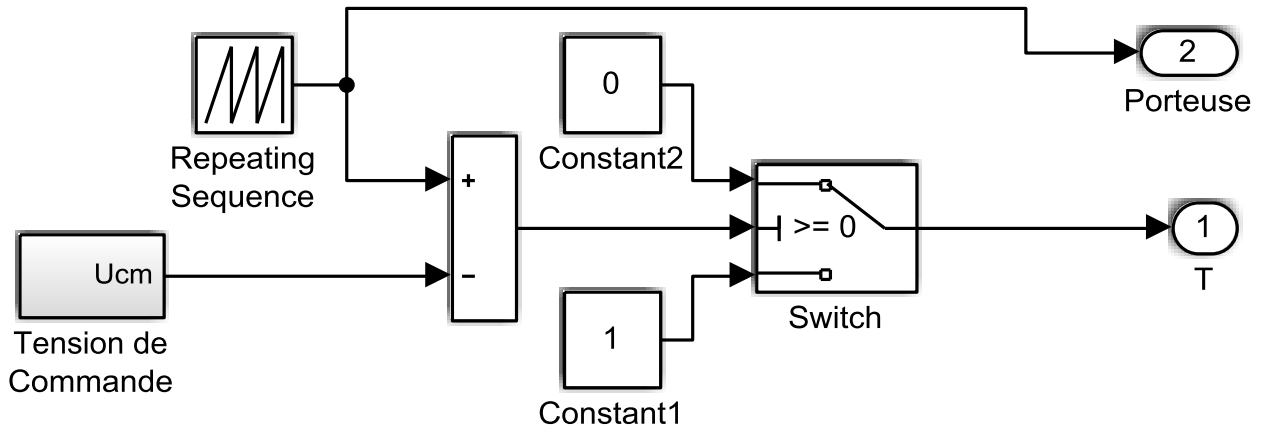 2
Porteuse
Repeating
Sequence
0
Constant2
+
−
Ucm
Tension de
Commande
>= 0
Switch
1
Constant1
1
T